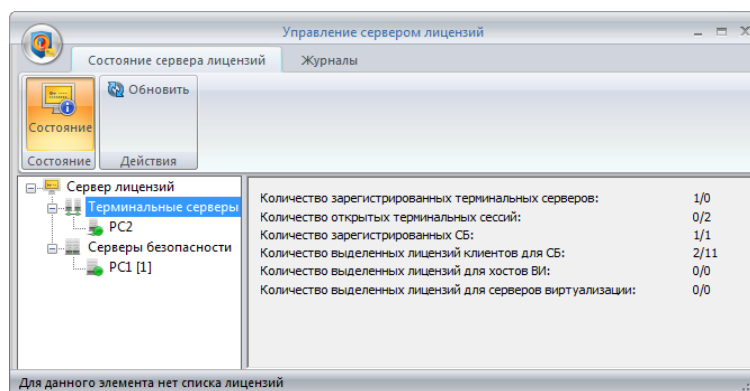 Управление сервером лицензий
Состояние сервера лицензий Журналы
Обновить
Состояние
Состояние Действия
Сервер лицензий
Терминальные серверы
PC2
Серверы безопасности
PC1 [1]
Количество зарегистрированных терминальных серверов: 1/0
Количество открытых терминальных сессий: 0/2
Количество зарегистрированных СБ: 1/1
Количество выделенных лицензий клиентов для СБ: 2/11
Количество выделенных лицензий для хостов ВИ: 0/0
Количество выделенных лицензий для серверов виртуализации: 0/0
Для данного элемента нет списка лицензий